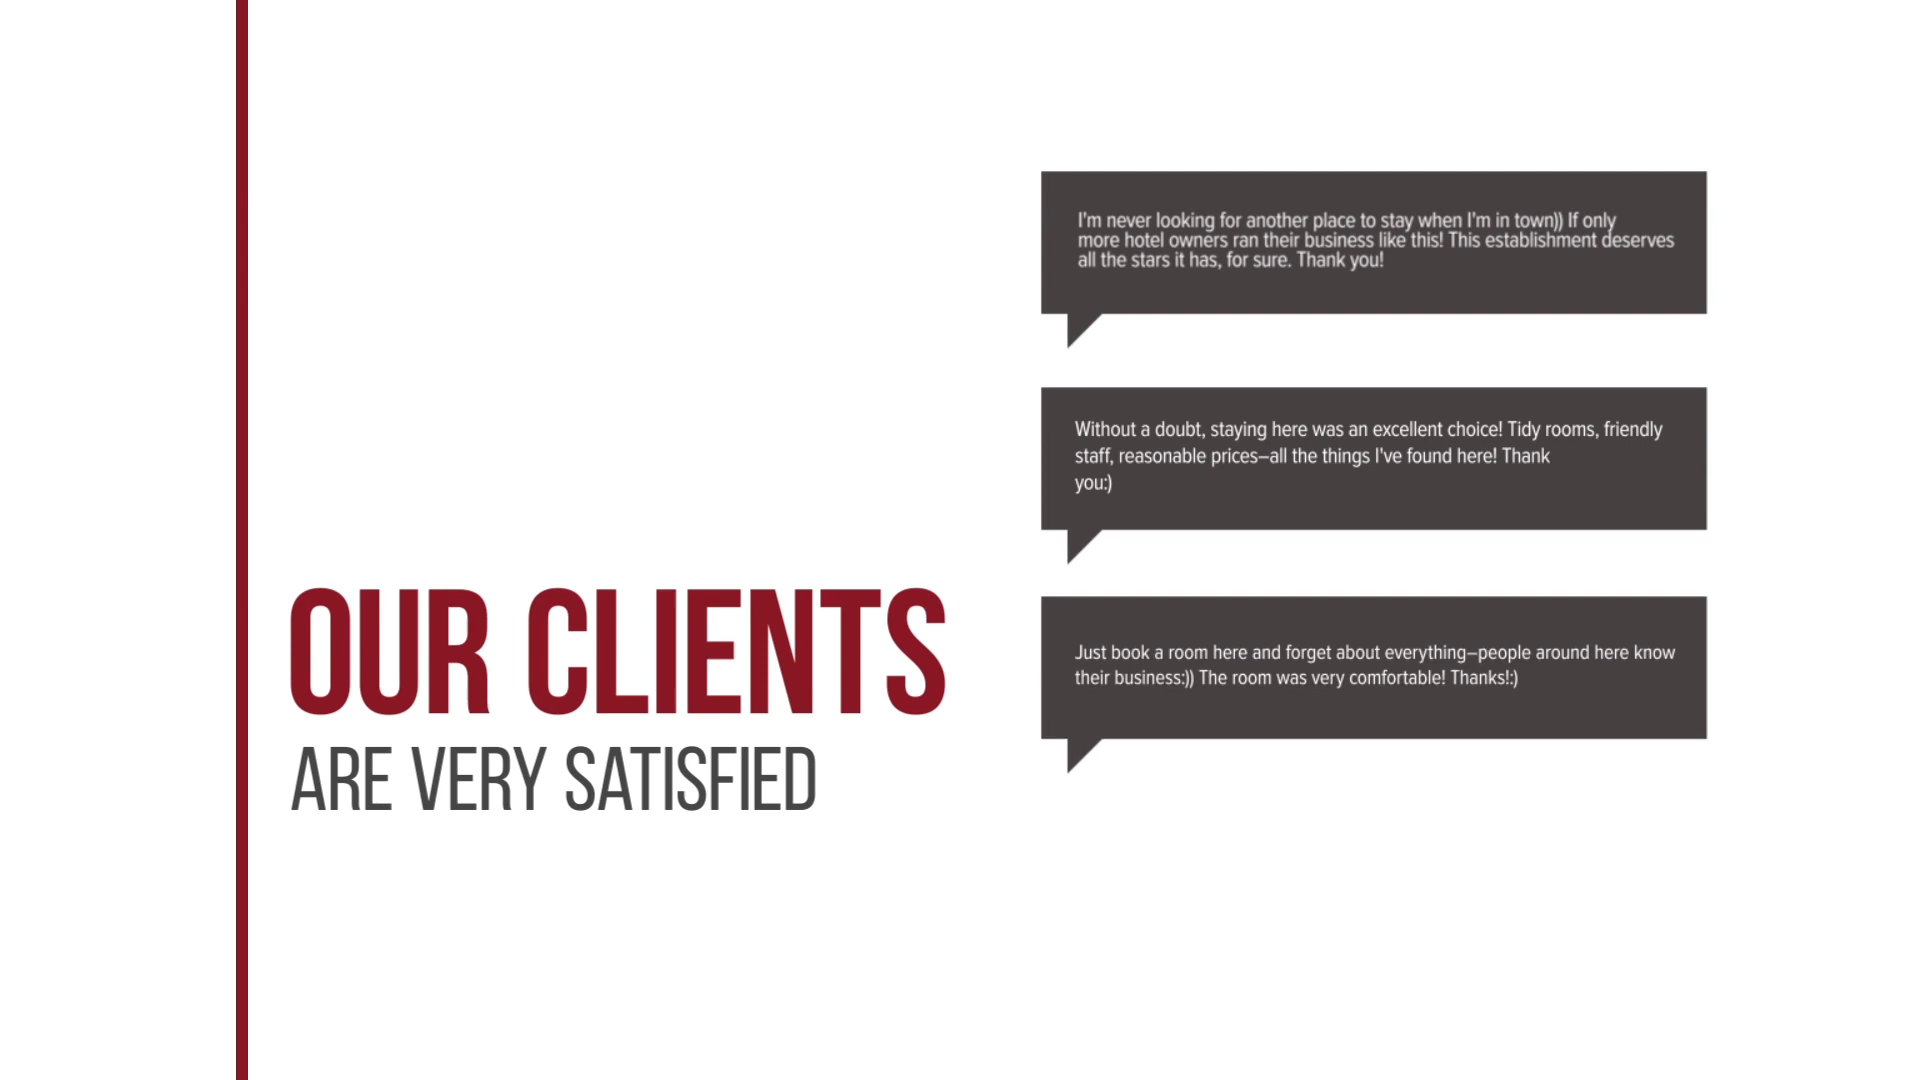 OUR CLIENTS
ARE VERY SATISFIED
I'm never looking for another place to stay when I'm in town)) If only
more hotel owners ran their business like this! This establishment deserves
all the stars it has, for sure. Thank you!
Without a doubt, staying here was an excellent choice! Tidy rooms, friendly
staff, reasonable prices–all the things I've found here! Thank
you:)
Just book a room here and forget about everything–people around here know
their business:)) The room was very comfortable! Thanks!:)